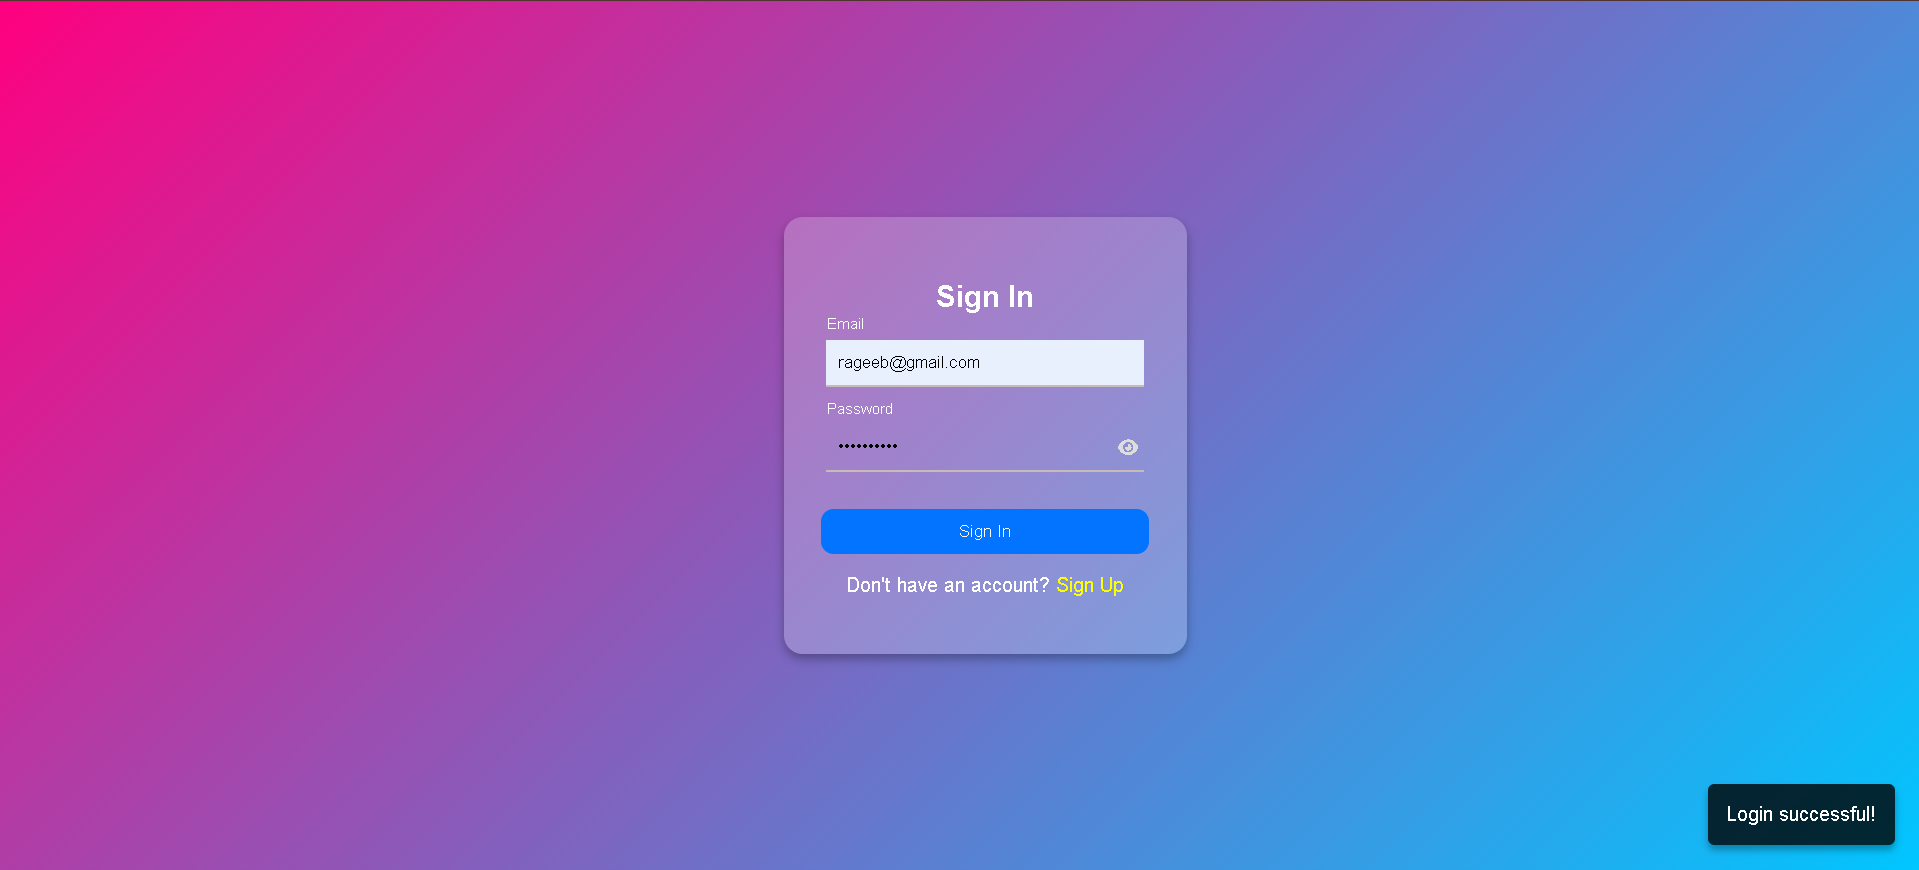 Sign In
Email
rageeb@gmail.com
Password
••••••••••
Sign In
Don't have an account? Sign Up
Login successful!